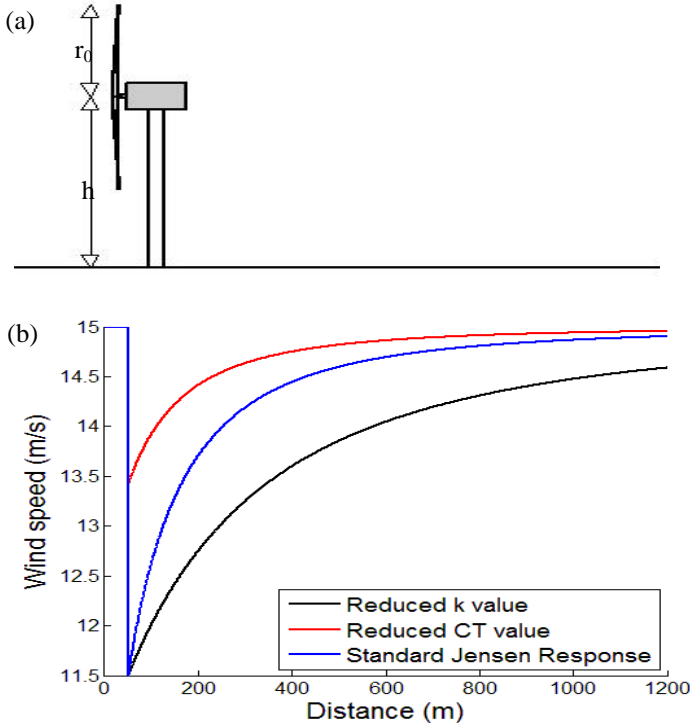 (a)
r0
h
(b)
15
14.5
14
13.5
13
12.5
12
11.5
Wind speed (m/s)
Reduced k value
Reduced CT value
Standard Jensen Response
0 200 400 600 800 1000 1200
Distance (m)